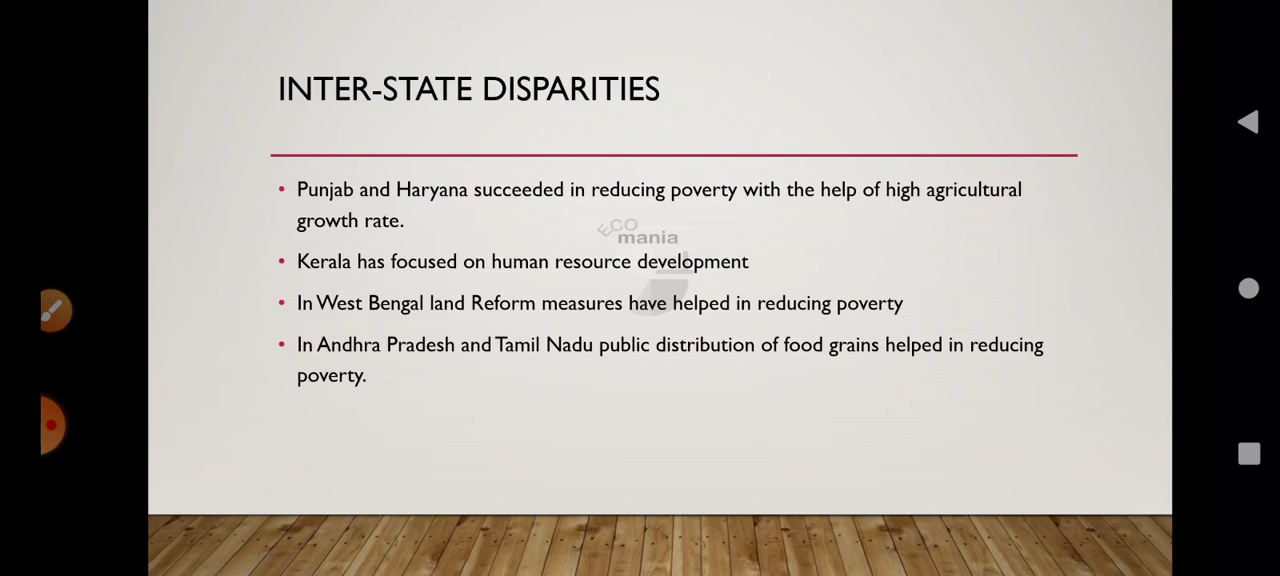 INTER-STATE DISPARITIES
• Punjab and Haryana succeeded in reducing poverty with the help of high agricultural
growth rate.
ECO
mania
• Kerala has focused on human resource development
• In West Bengal land Reform measures have helped in reducing poverty
• In Andhra Pradesh and Tamil Nadu public distribution of food grains helped in reducing
poverty.